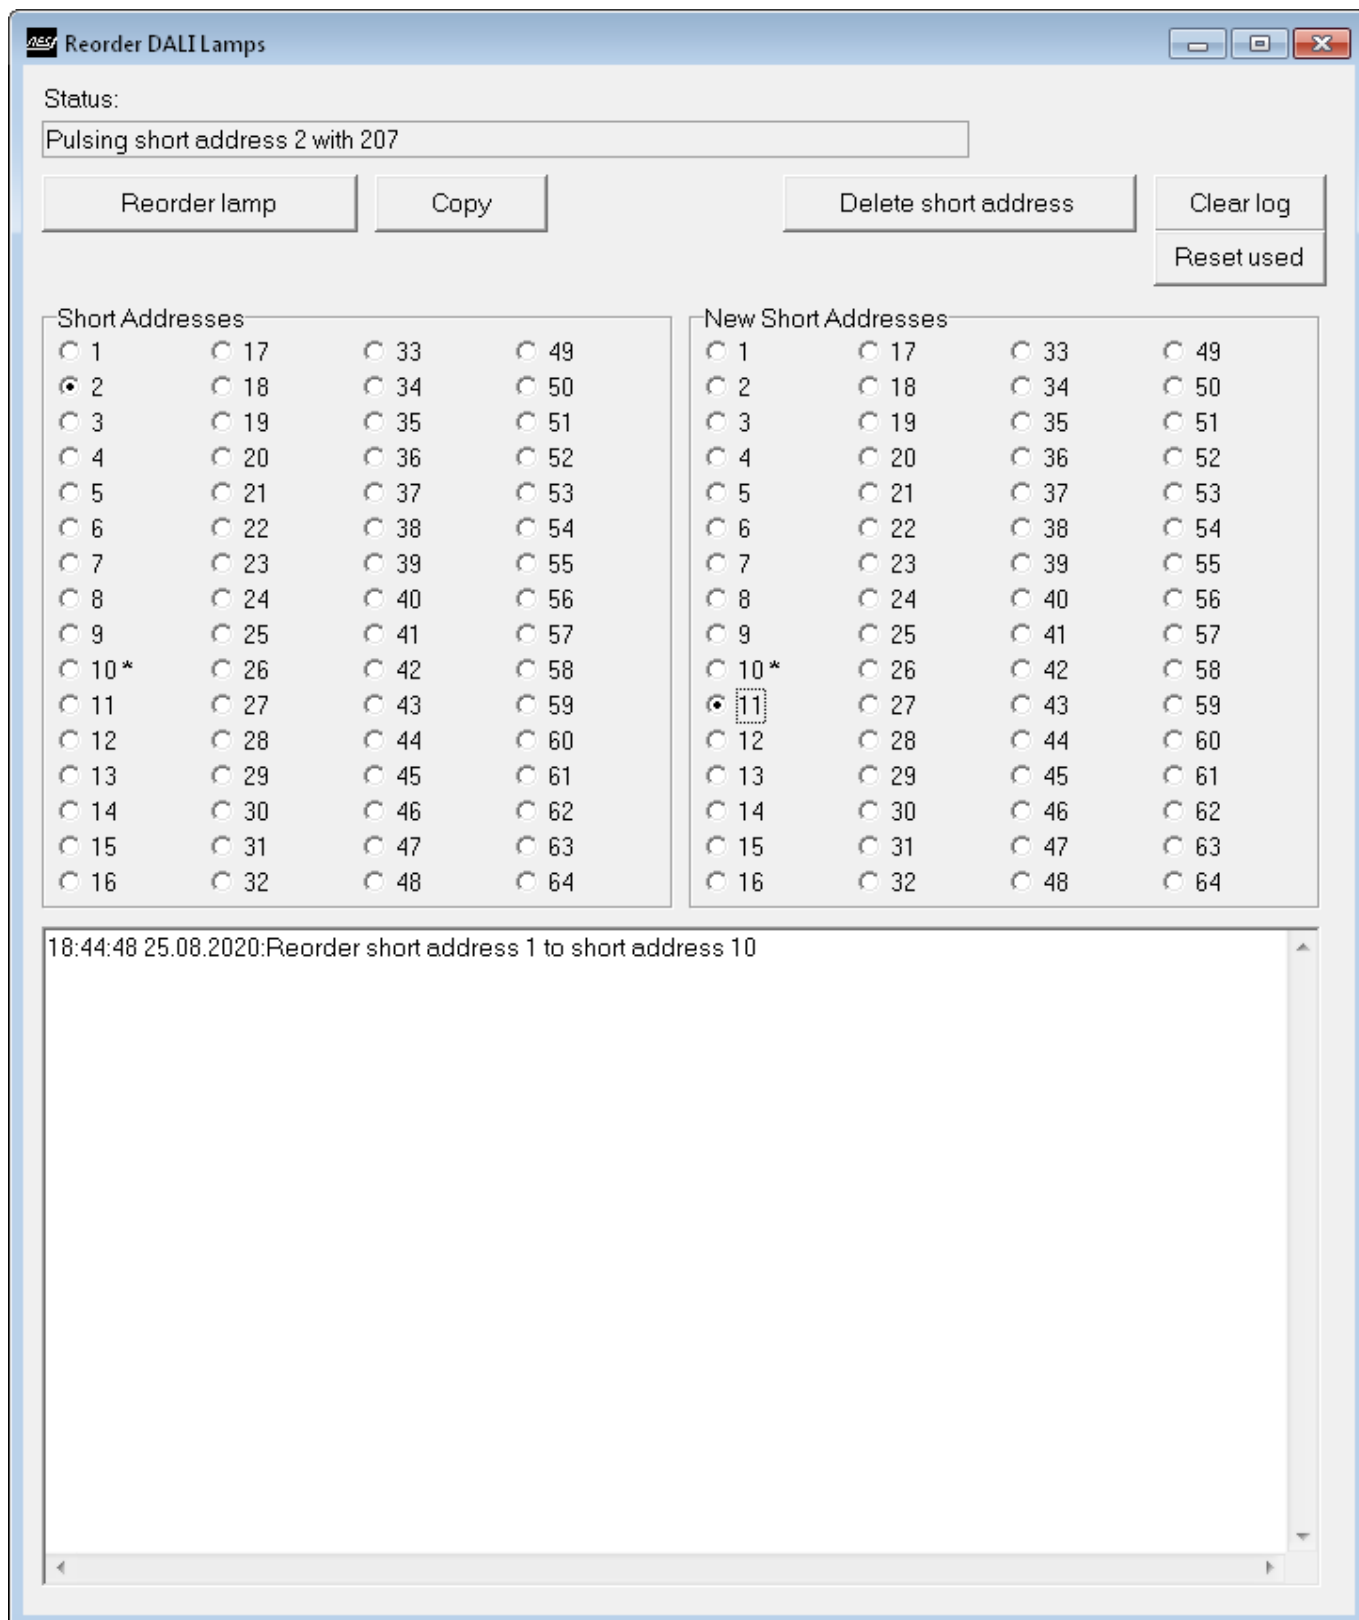 AESY Reorder DALI Lamps
Status:
Pulsing short address 2 with 207
Reorder lamp Copy Delete short address Clear log
Reset used
Short Addresses New Short Addresses
1 17 33 49 1 17 33 49
2 18 34 50 2 18 34 50
3 19 35 51 3 19 35 51
4 20 36 52 4 20 36 52
5 21 37 53 5 21 37 53
6 22 38 54 6 22 38 54
7 23 39 55 7 23 39 55
8 24 40 56 8 24 40 56
9 25 41 57 9 25 41 57
10 * 26 42 58 10 * 26 42 58
11 27 43 59 11 27 43 59
12 28 44 60 12 28 44 60
13 29 45 61 13 29 45 61
14 30 46 62 14 30 46 62
15 31 47 63 15 31 47 63
16 32 48 64 16 32 48 64
18:44:48 25.08.2020:Reorder short address 1 to short address 10